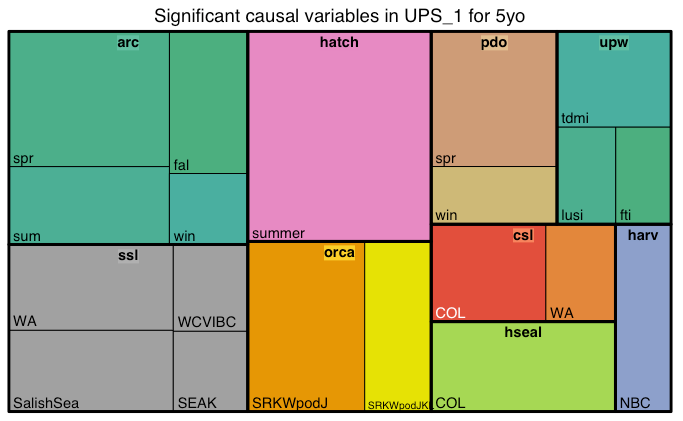 Significant causal variables in UPS_1 for 5yo
arc
spr
fal
sum
win
hatch
summer
pdo
spr
win
upw
tdmi
lusi
fti
ssl
WA
WCVIBC
SalishSea
SEAK
orca
SRKWpodJ
csl
COL
WA
hseal
COL
harv
NBC